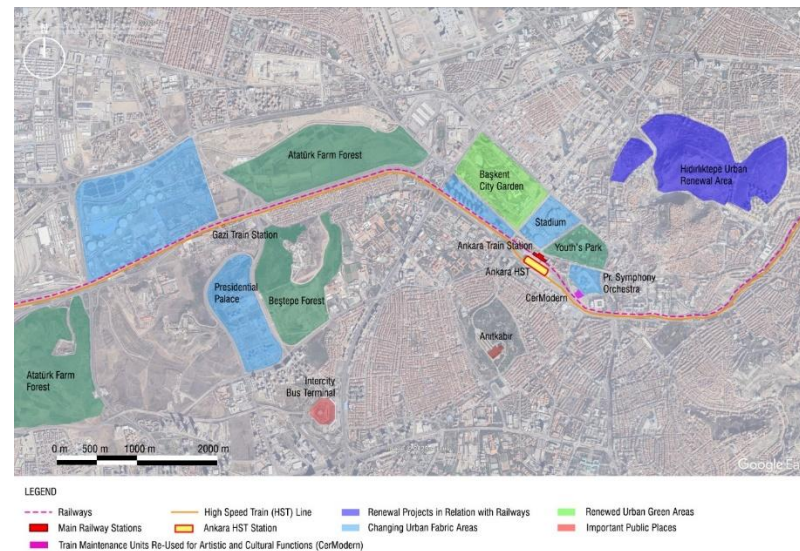 N
Atatürk Farm Forest
Başkent
City Garden
Hıdırlıktepe Urban
Renewal Area
Stadium
Gazi Train Station
Ankara Train Station
Youth's Park
Ankara HST
Presidential
Palace
Beştepe Forest
Pr. Symphony
Orchestra
CerModern
Anıtkabir
Atatürk Farm
Forest
Intercity
Bus Terminal
0 m 500 m 1000 m 2000 m
Google Ea
LEGEND
Railways
High Speed Train (HST) Line
Renewal Projects in Relation with Railways
Renewed Urban Green Areas
Main Railway Stations
Ankara HST Station
Changing Urban Fabric Areas
Important Public Places
Train Maintenance Units Re-Used for Artistic and Cultural Functions (CerModern)